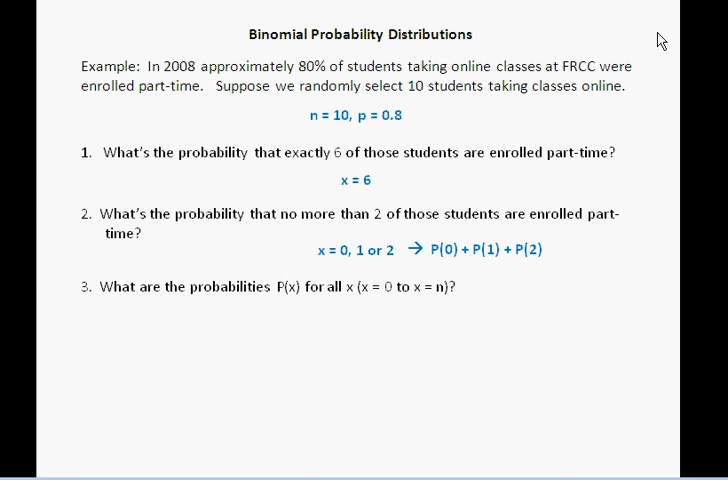 Binomial Probability Distributions
Example: In 2008 approximately 80% of students taking online classes at FRCC were
enrolled part-time. Suppose we randomly select 10 students taking classes online.
n = 10, p = 0.8
1. What's the probability that exactly 6 of those students are enrolled part-time?
x = 6
2. What's the probability that no more than 2 of those students are enrolled part-
time?
x = 0, 1 or 2 → P(0) + P(1) + P(2)
3. What are the probabilities P(x) for all x (x = 0 to x = n)?